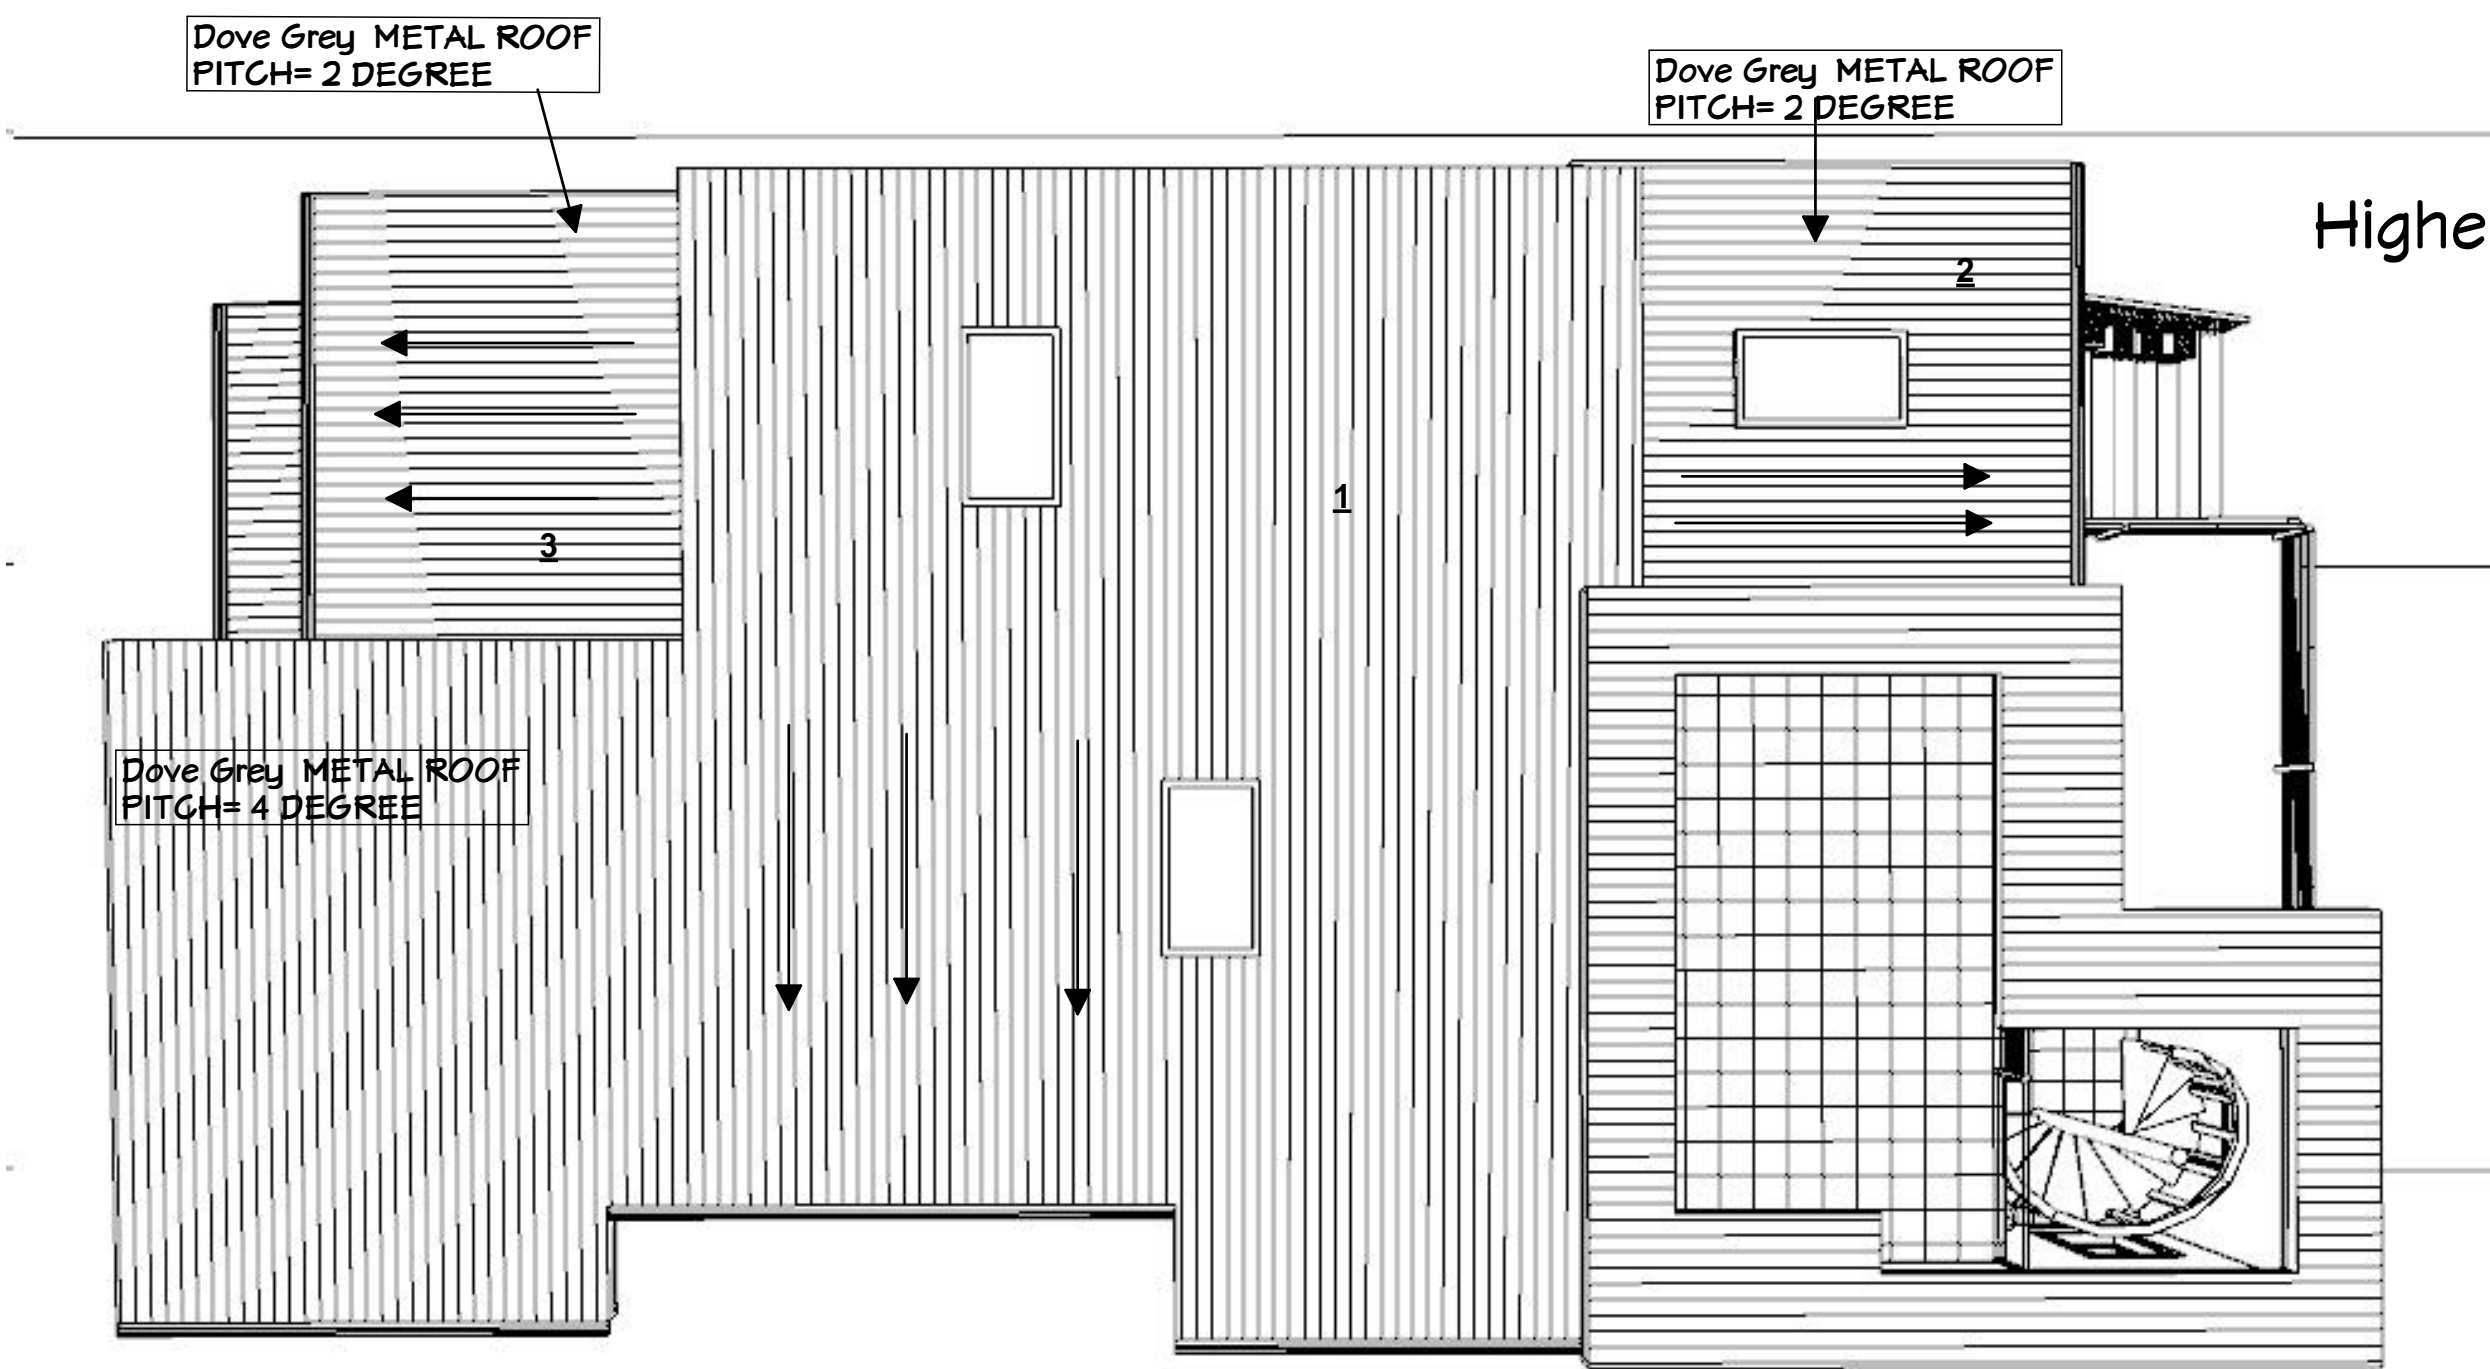 Dove Grey METAL ROOF
PITCH= 2 DEGREE
Dove Grey METAL ROOF
PITCH= 2 DEGREE
Highe
2
1
3
Dove Grey METAL ROOF
PITCH= 4 DEGREE